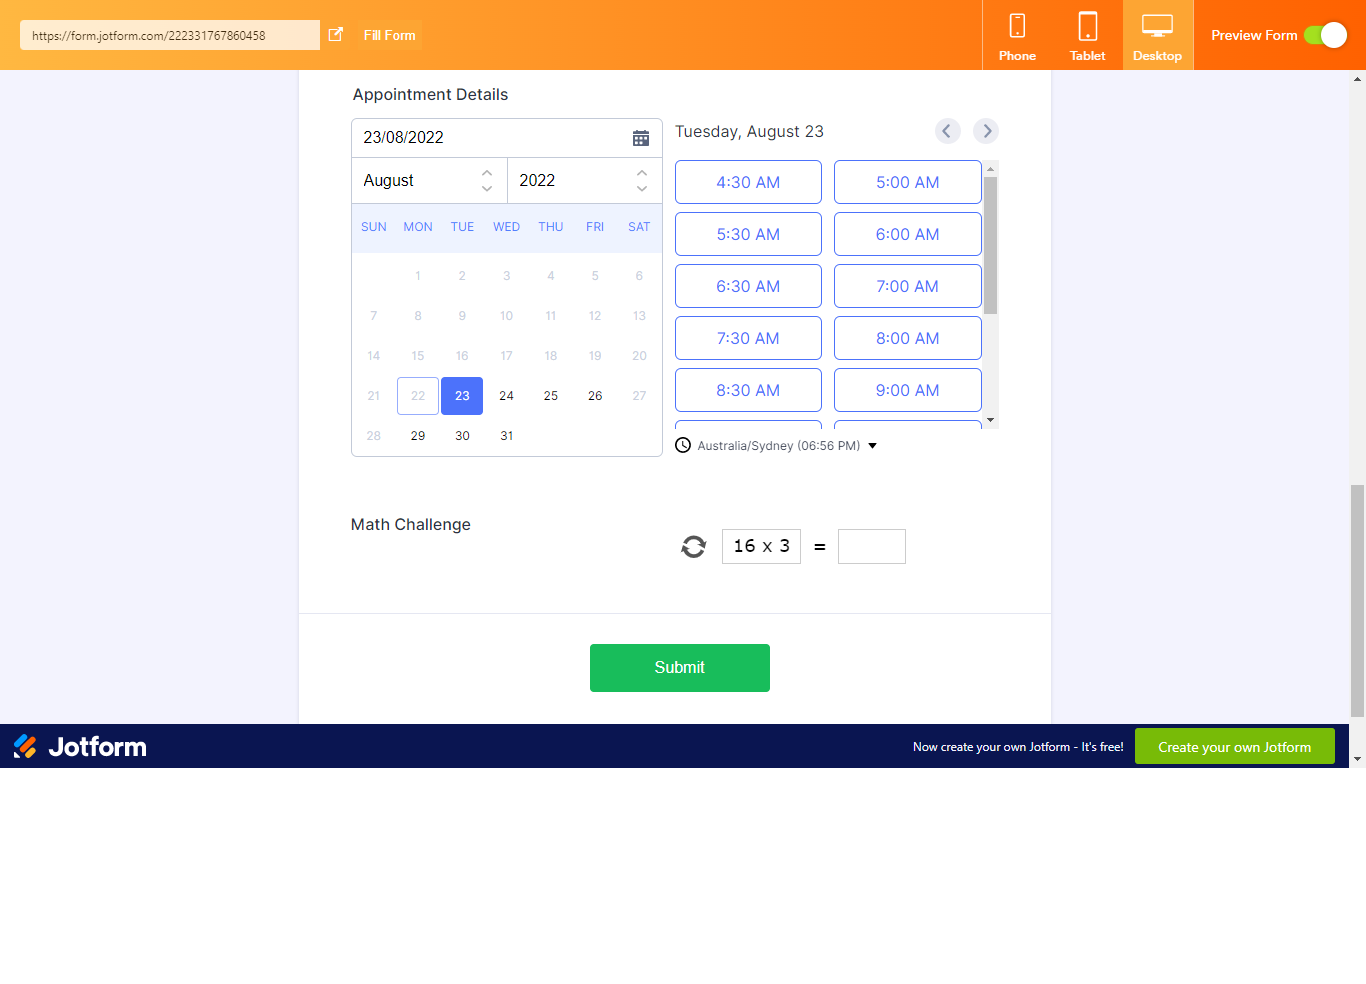 https://form.jotform.com/222331767860458
Fill Form
Phone
Tablet
Desktop
Preview Form
Appointment Details
23/08/2022
August
2022
SUN MON TUE WED THU FRI SAT
1 2 3 4 5 6
7 8 9 10 11 12 13
14 15 16 17 18 19 20
21 22 23 24 25 26 27
28 29 30 31
Tuesday, August 23
4:30 AM 5:00 AM
5:30 AM 6:00 AM
6:30 AM 7:00 AM
7:30 AM 8:00 AM
8:30 AM 9:00 AM
Australia/Sydney (06:56 PM)
Math Challenge
16 x 3 =
Submit
Jotform
Now create your own Jotform - It's free!
Create your own Jotform